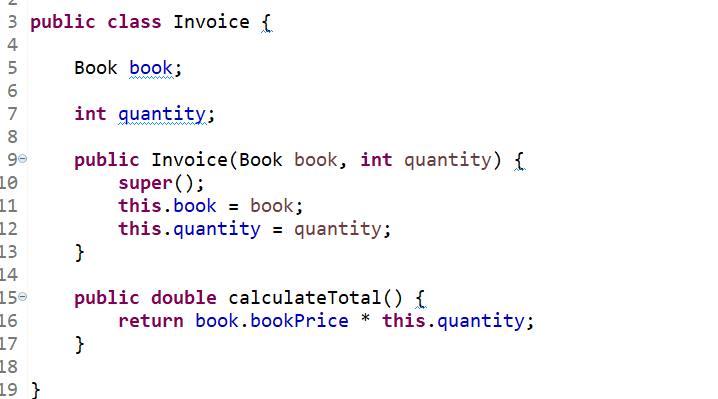 3 public class Invoice {
4
5     Book book;
6
7     int quantity;
8
9     public Invoice(Book book, int quantity) {
10         super();
11         this.book = book;
12         this.quantity = quantity;
13     }
14
15     public double calculateTotal() {
16         return book.bookPrice * this.quantity;
17     }
18
19 }